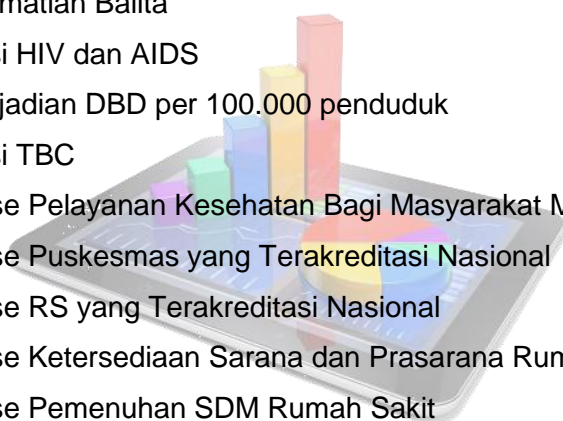 matian Balita
i HIV dan AIDS
jadian DBD per 100.000 penduduk
i TBC
se Pelayanan Kesehatan Bagi Masyarakat M
se Puskesmas yang Terakreditasi Nasional
se RS yang Terakreditasi Nasional
se Ketersediaan Sarana dan Prasarana Rum
se Pemenuhan SDM Rumah Sakit